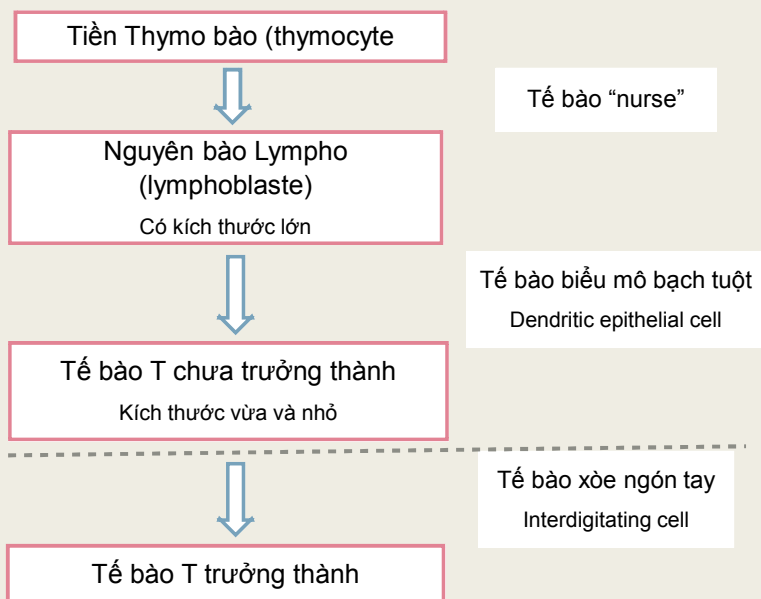 Tiền Thymo bào (thymocyte
Tế bào “nurse”
Nguyên bào Lympho
(lymphoblaste)
Có kích thước lớn
Tế bào biểu mô bạch tuột
Dendritic epithelial cell
Tế bào T chưa trưởng thành
Kích thước vừa và nhỏ
Tế bào xòe ngón tay
Interdigitating cell
Tế bào T trưởng thành